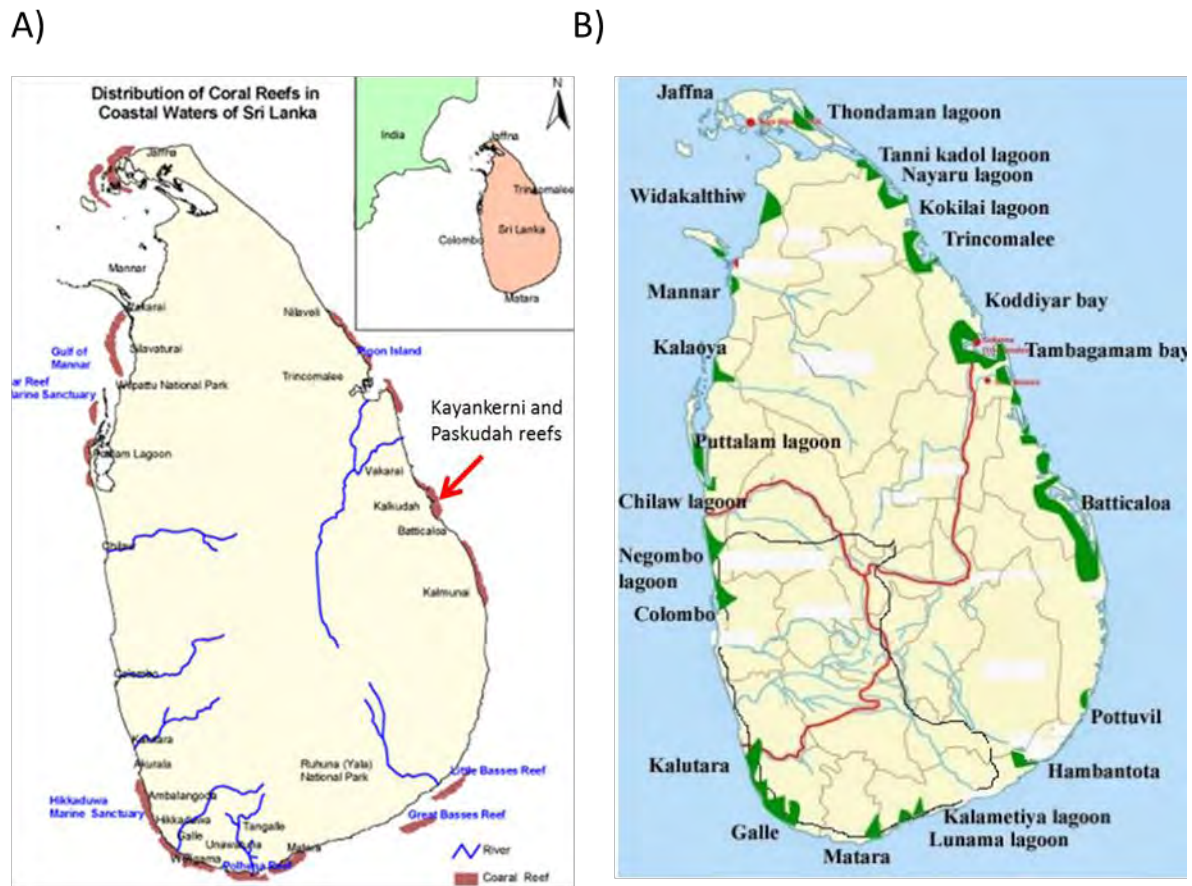 A)
B)
Distribution of Coral Reefs in
Coastal Waters of Sri Lanka
N
India
Jaffna
Trincomalee
Colombo
Sri Lanka
Matara
Jaffna
Mannar
Silavaturai
Gulf of
Mannar
Wilpattu National Park
ar Reef
Marine Sanctuary
Lagoon
Nilaveli
Island
Trincomalee
Kayankerni and
Paskudah reefs
Vakarai
Kalkudah
Batticaloa
Kalmunai
Chilaw
Colombo
Kalutara
Akurala
Ruhuna (Yala)
National Park
Little Basses Reef
Great Basses Reef
Hikkaduwa
Marine Sanctuary
Ambalangoda
Hikkaduwa
Galle
Tangalle
Unawatuna
Weligama
Polhena Reef
Matara
River
Coaral Reef
Jaffna
Thondaman lagoon
Tanni kadol lagoon
Nayaru lagoon
Widakalthiw
Kokilai lagoon
Trincomalee
Mannar
Koddiyar bay
Kalaoya
Tambagamam bay
Puttalam lagoon
Chilaw lagoon
Batticaloa
Negombo
lagoon
Colombo
Pottuvil
Kalutara
Hambantota
Kalametiya lagoon
Galle
Lunama lagoon
Matara